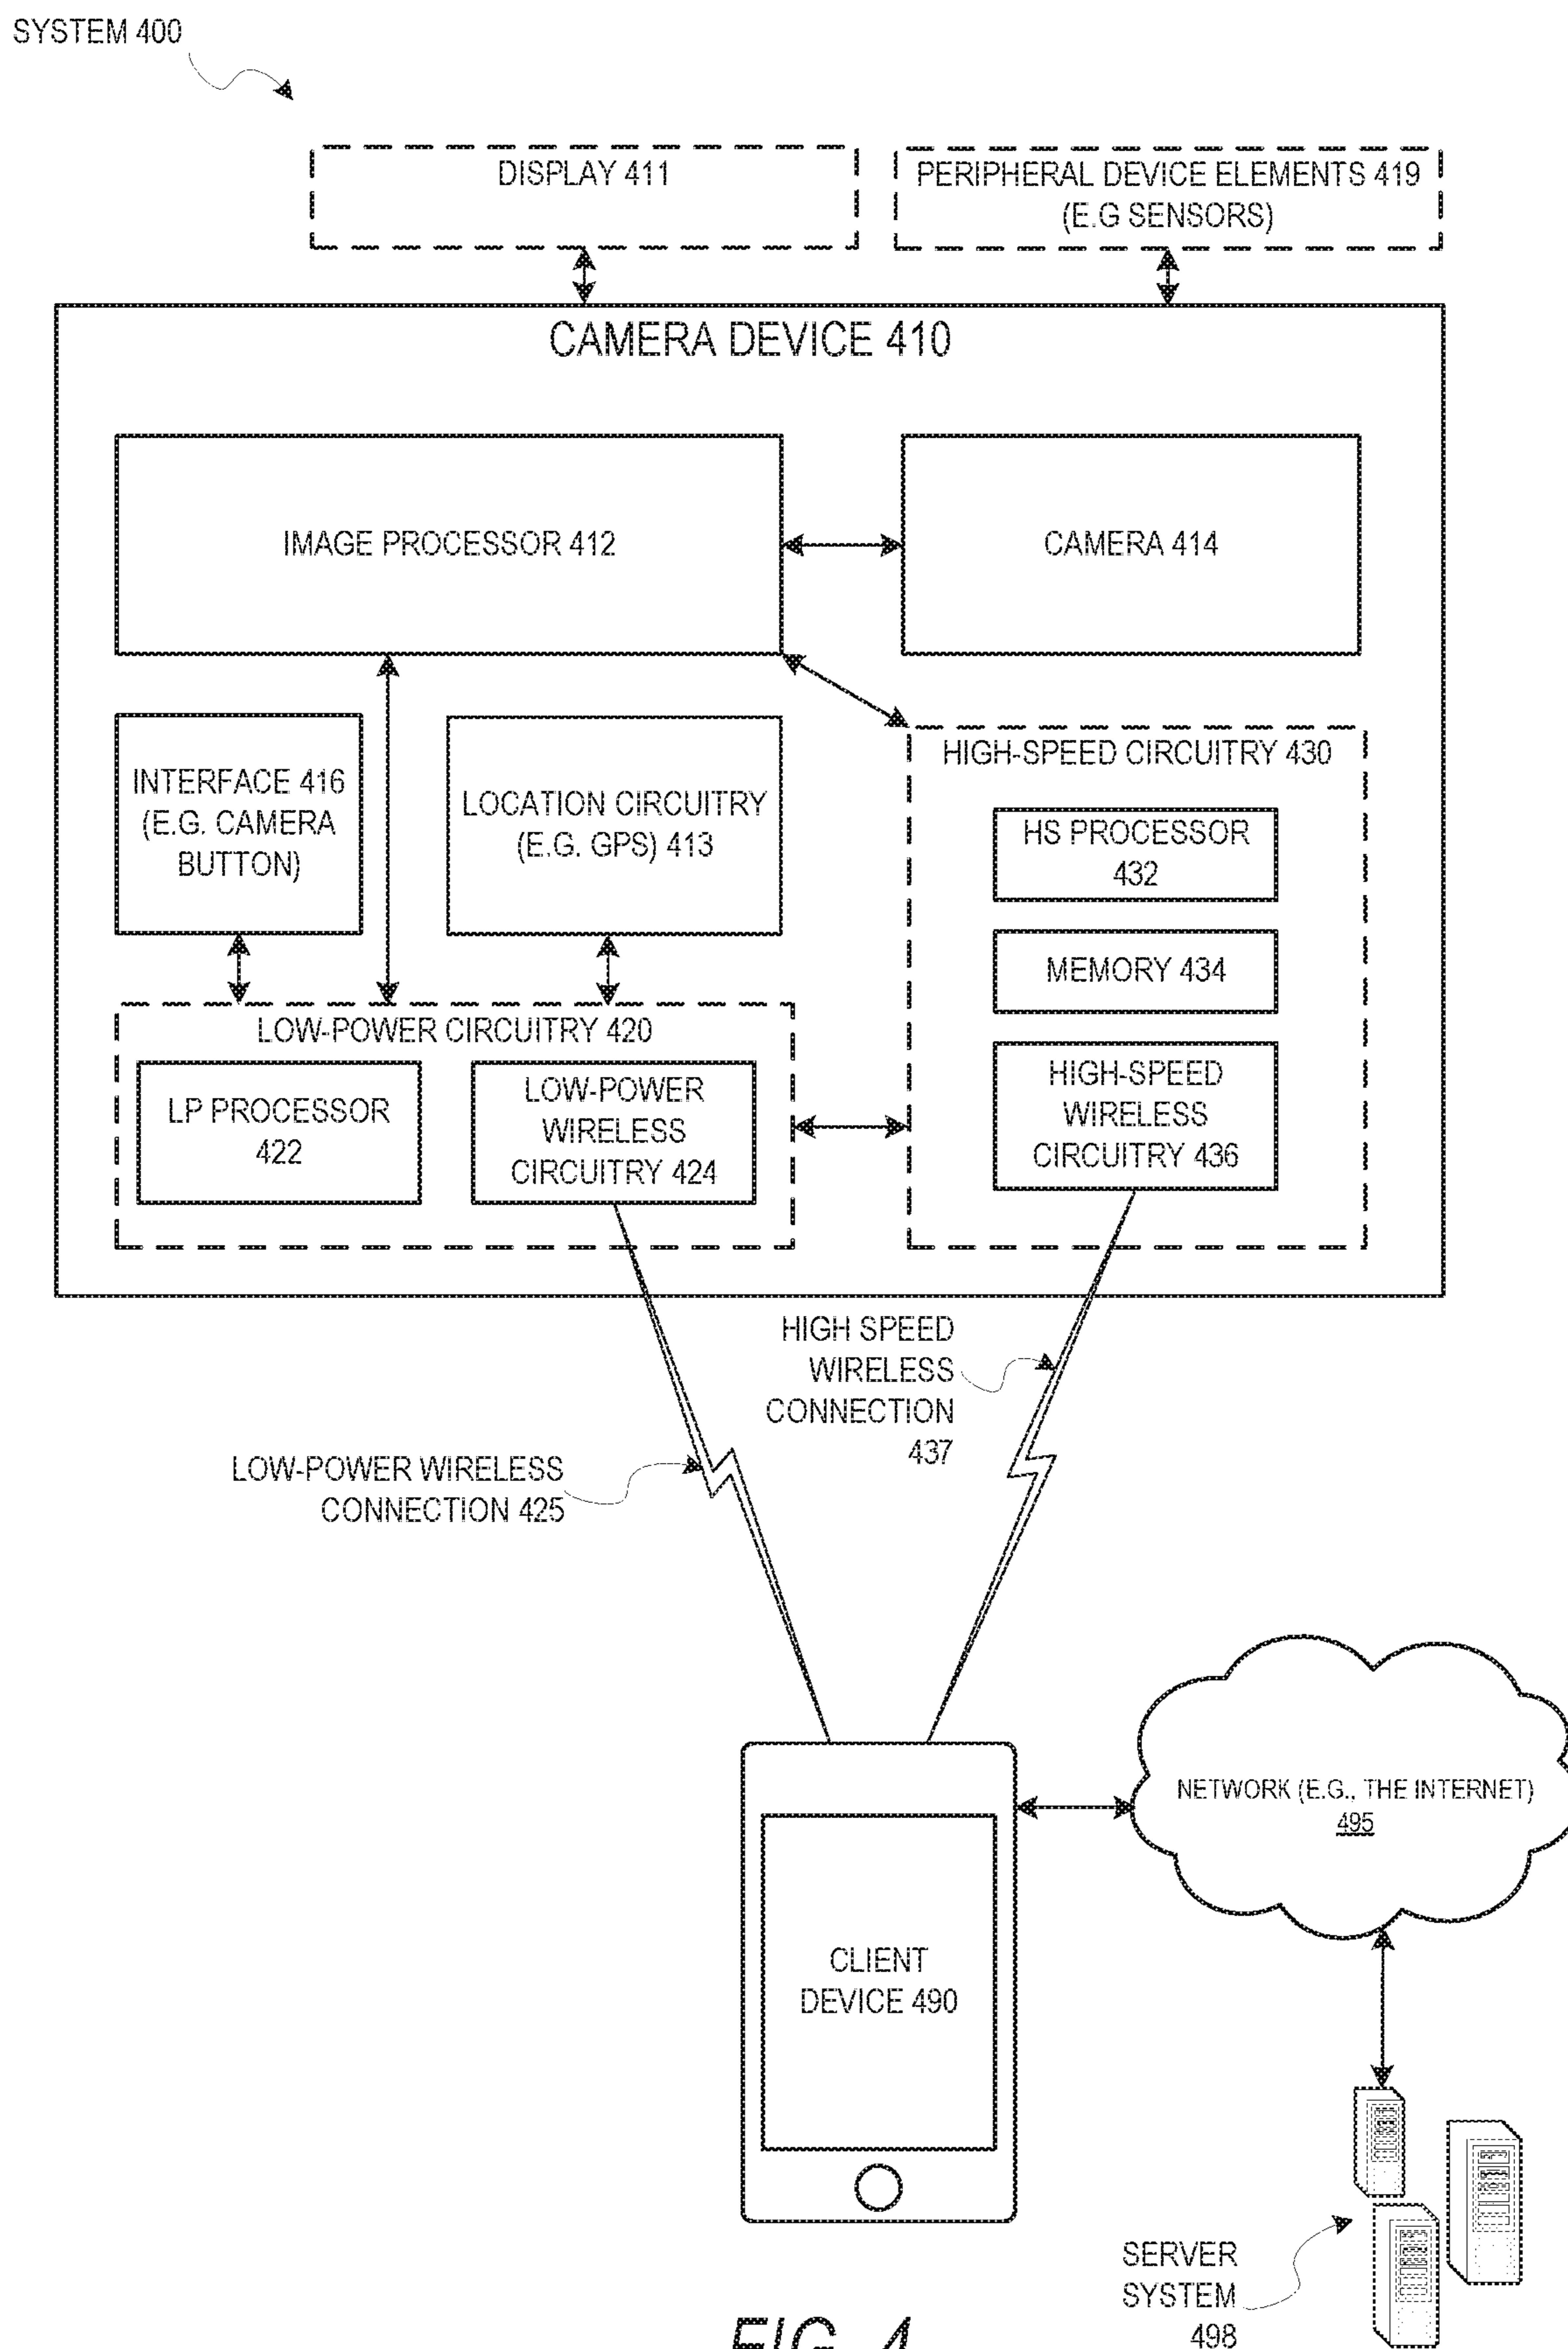 SYSTEM 400
DISPLAY 411
PERIPHERAL DEVICE ELEMENTS 419
(E.G SENSORS)
CAMERA DEVICE 410
IMAGE PROCESSOR 412
CAMERA 414
INTERFACE 416
(E.G. CAMERA
BUTTON)
LOCATION CIRCUITRY
(E.G. GPS) 413
HIGH-SPEED CIRCUITRY 430
HS PROCESSOR
432
MEMORY 434
HIGH-SPEED
WIRELESS
CIRCUITRY 436
LOW-POWER CIRCUITRY 420
LP PROCESSOR
422
LOW-POWER
WIRELESS
CIRCUITRY 424
HIGH SPEED
WIRELESS
CONNECTION
437
LOW-POWER WIRELESS
CONNECTION 425
NETWORK (E.G., THE INTERNET)
495
CLIENT
DEVICE 490
SERVER
SYSTEM
498
FIG. 4